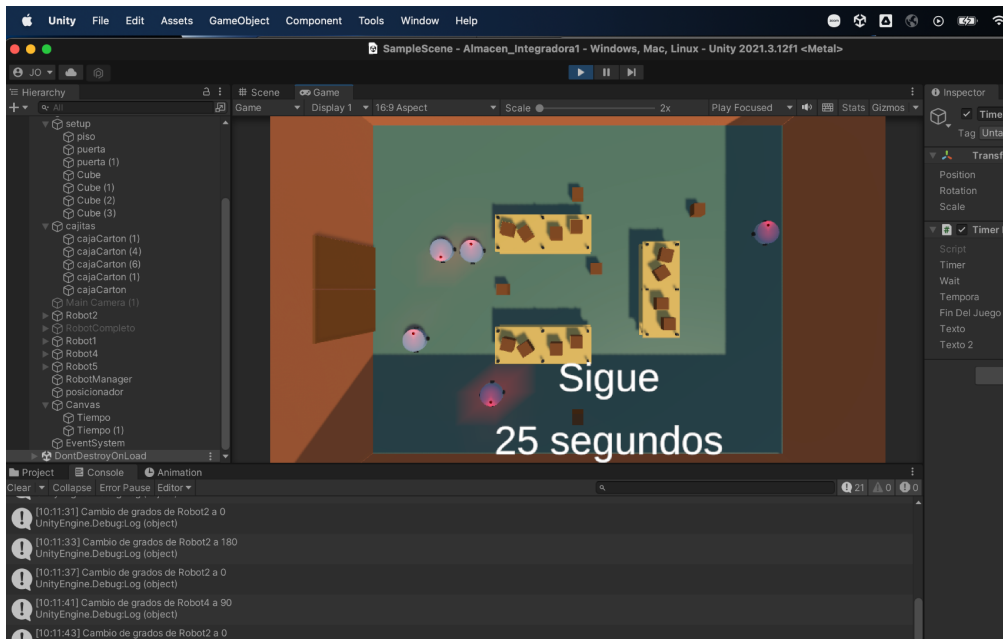 Unity File Edit Assets GameObject Component Tools Window Help
SampleScene - Almacen_Integradora1 - Windows, Mac, Linux - Unity 2021.3.12f1 <Metal>
JO
Hierarchy
All
setup
piso
puerta
puerta (1)
Cube
Cube (1)
Cube (2)
Cube (3)
cajitas
cajaCarton (1)
cajaCarton (4)
cajaCarton (6)
cajaCarton (1)
cajaCarton
Main Camera (1)
Robot2
RobotCompleto
Robot1
Robot4
Robot5
RobotManager
posicionador
Canvas
Tiempo
Tiempo (1)
EventSystem
DontDestroyOnLoad
Scene Game
Game Display 1 16:9 Aspect Scale 2x Play Focused Stats Gizmos
Sigue
25 segundos
Inspector
Time
Tag Unta
Transf
Position
Rotation
Scale
Timer
Script
Timer
Wait
Tempora
Fin Del Juego
Texto
Texto 2
Project Console Animation
Clear Collapse Error Pause Editor 21 0 0
UnityEngine.Debug:Log (object)
[10:11:31] Cambio de grados de Robot2 a 0
UnityEngine.Debug:Log (object)
[10:11:33] Cambio de grados de Robot2 a 180
UnityEngine.Debug:Log (object)
[10:11:37] Cambio de grados de Robot2 a 0
UnityEngine.Debug:Log (object)
[10:11:41] Cambio de grados de Robot4 a 90
UnityEngine.Debug:Log (object)
[10:11:43] Cambio de grados de Robot2 a 0